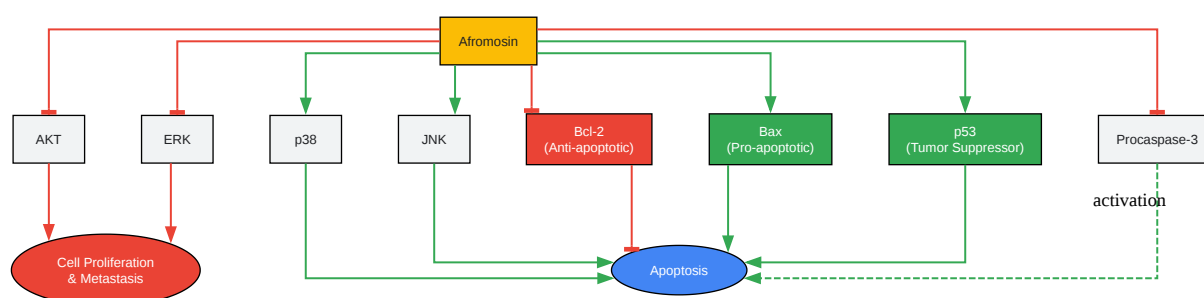 Afromosin
AKT
ERK
p38
JNK
Bcl-2
(Anti-apoptotic)
Bax
(Pro-apoptotic)
p53
(Tumor Suppressor)
Procaspase-3
activation
Cell Proliferation
& Metastasis
Apoptosis